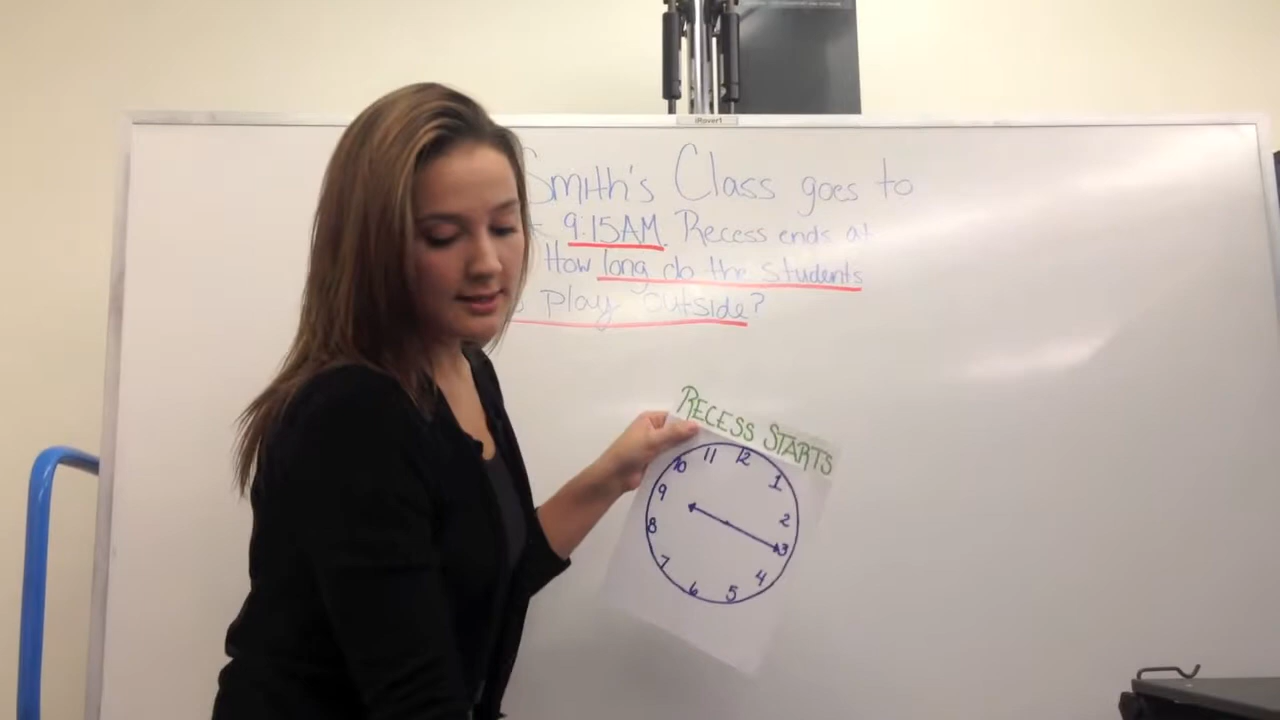 Smith's Class goes to
9:15AM. Recess ends at
How long do the students
play outside?
iRover2
RECESS STARTS
11 12
10 1
9 2
8 3
7 4
6 5